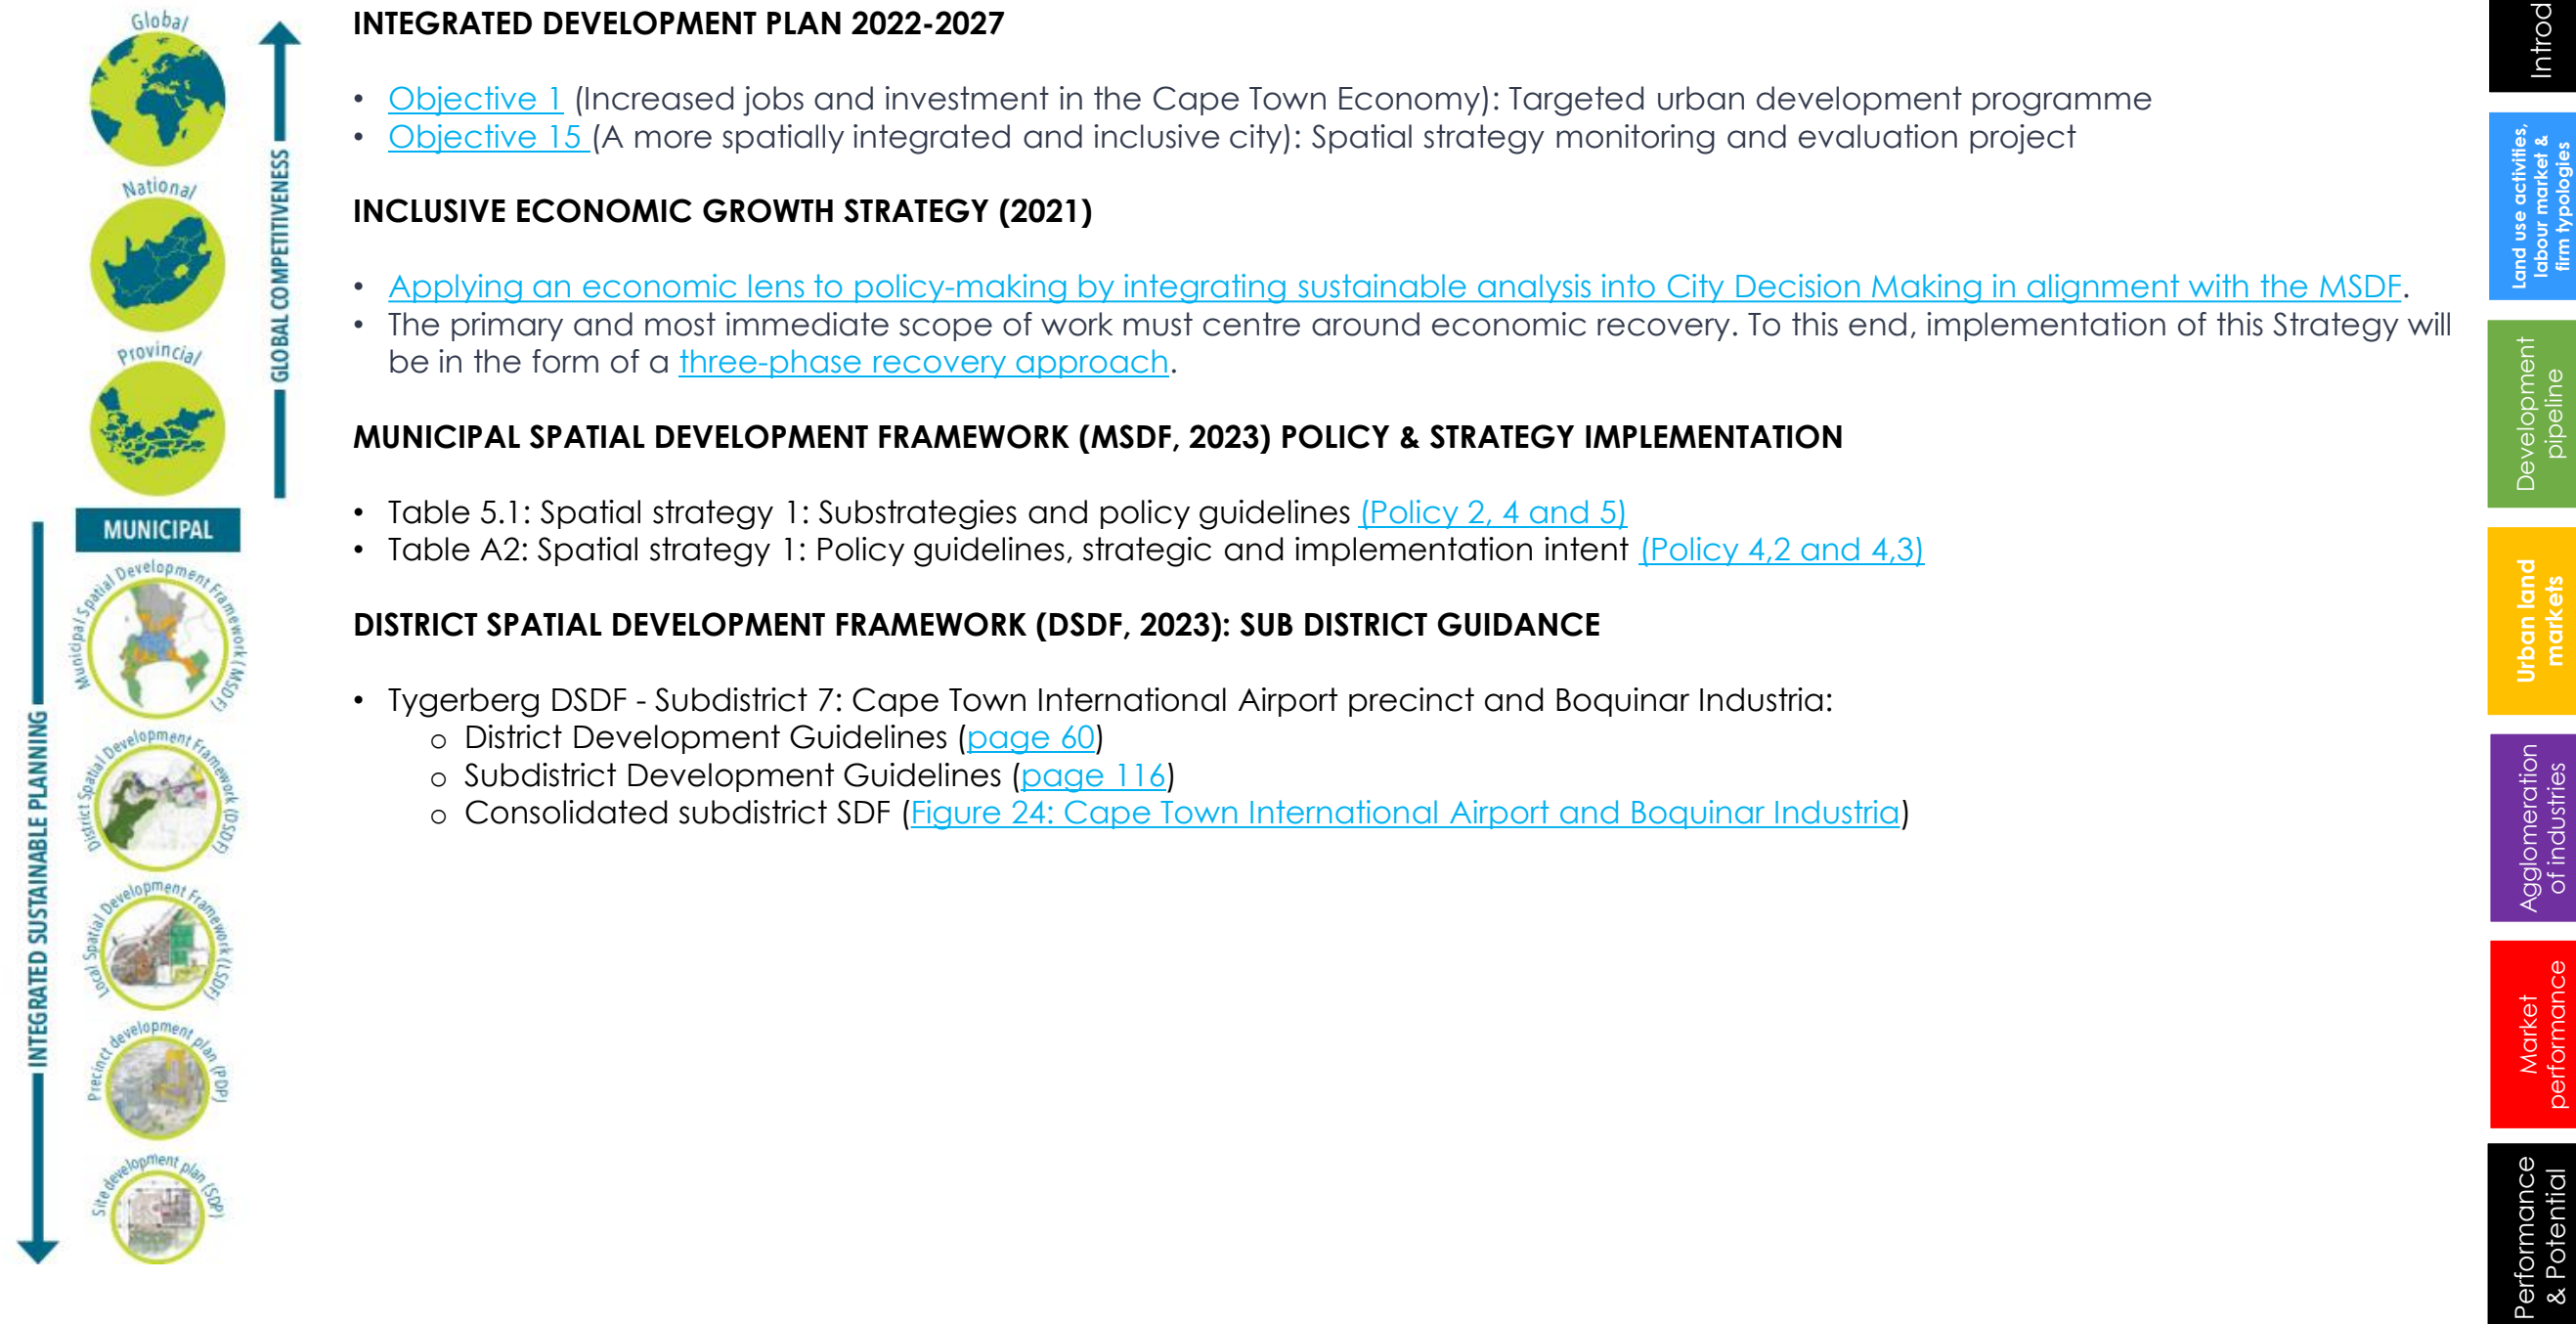 Global
National
Provincial
GLOBAL COMPETITIVENESS
MUNICIPAL
Municipal Spatial Development Framework (MSDF)
District Spatial Development Framework (DSDF)
Local Spatial Development Framework (LSDF)
Precinct development plan (PDP)
Site development plan (SDP)
INTEGRATED SUSTAINABLE PLANNING
INTEGRATED DEVELOPMENT PLAN 2022-2027
• Objective 1 (Increased jobs and investment in the Cape Town Economy): Targeted urban development programme
• Objective 15 (A more spatially integrated and inclusive city): Spatial strategy monitoring and evaluation project
INCLUSIVE ECONOMIC GROWTH STRATEGY (2021)
• Applying an economic lens to policy-making by integrating sustainable analysis into City Decision Making in alignment with the MSDF.
• The primary and most immediate scope of work must centre around economic recovery. To this end, implementation of this Strategy will
be in the form of a three-phase recovery approach.
MUNICIPAL SPATIAL DEVELOPMENT FRAMEWORK (MSDF, 2023) POLICY & STRATEGY IMPLEMENTATION
• Table 5.1: Spatial strategy 1: Substrategies and policy guidelines (Policy 2, 4 and 5)
• Table A2: Spatial strategy 1: Policy guidelines, strategic and implementation intent (Policy 4,2 and 4,3)
DISTRICT SPATIAL DEVELOPMENT FRAMEWORK (DSDF, 2023): SUB DISTRICT GUIDANCE
• Tygerberg DSDF - Subdistrict 7: Cape Town International Airport precinct and Boquinar Industria:
o District Development Guidelines (page 60)
o Subdistrict Development Guidelines (page 116)
o Consolidated subdistrict SDF (Figure 24: Cape Town International Airport and Boquinar Industria)
Introd
Land use activities,
labour market &
firm typologies
Development
pipeline
Urban land
markets
Agglomeration
of industries
Market
performance
Performance
& Potential